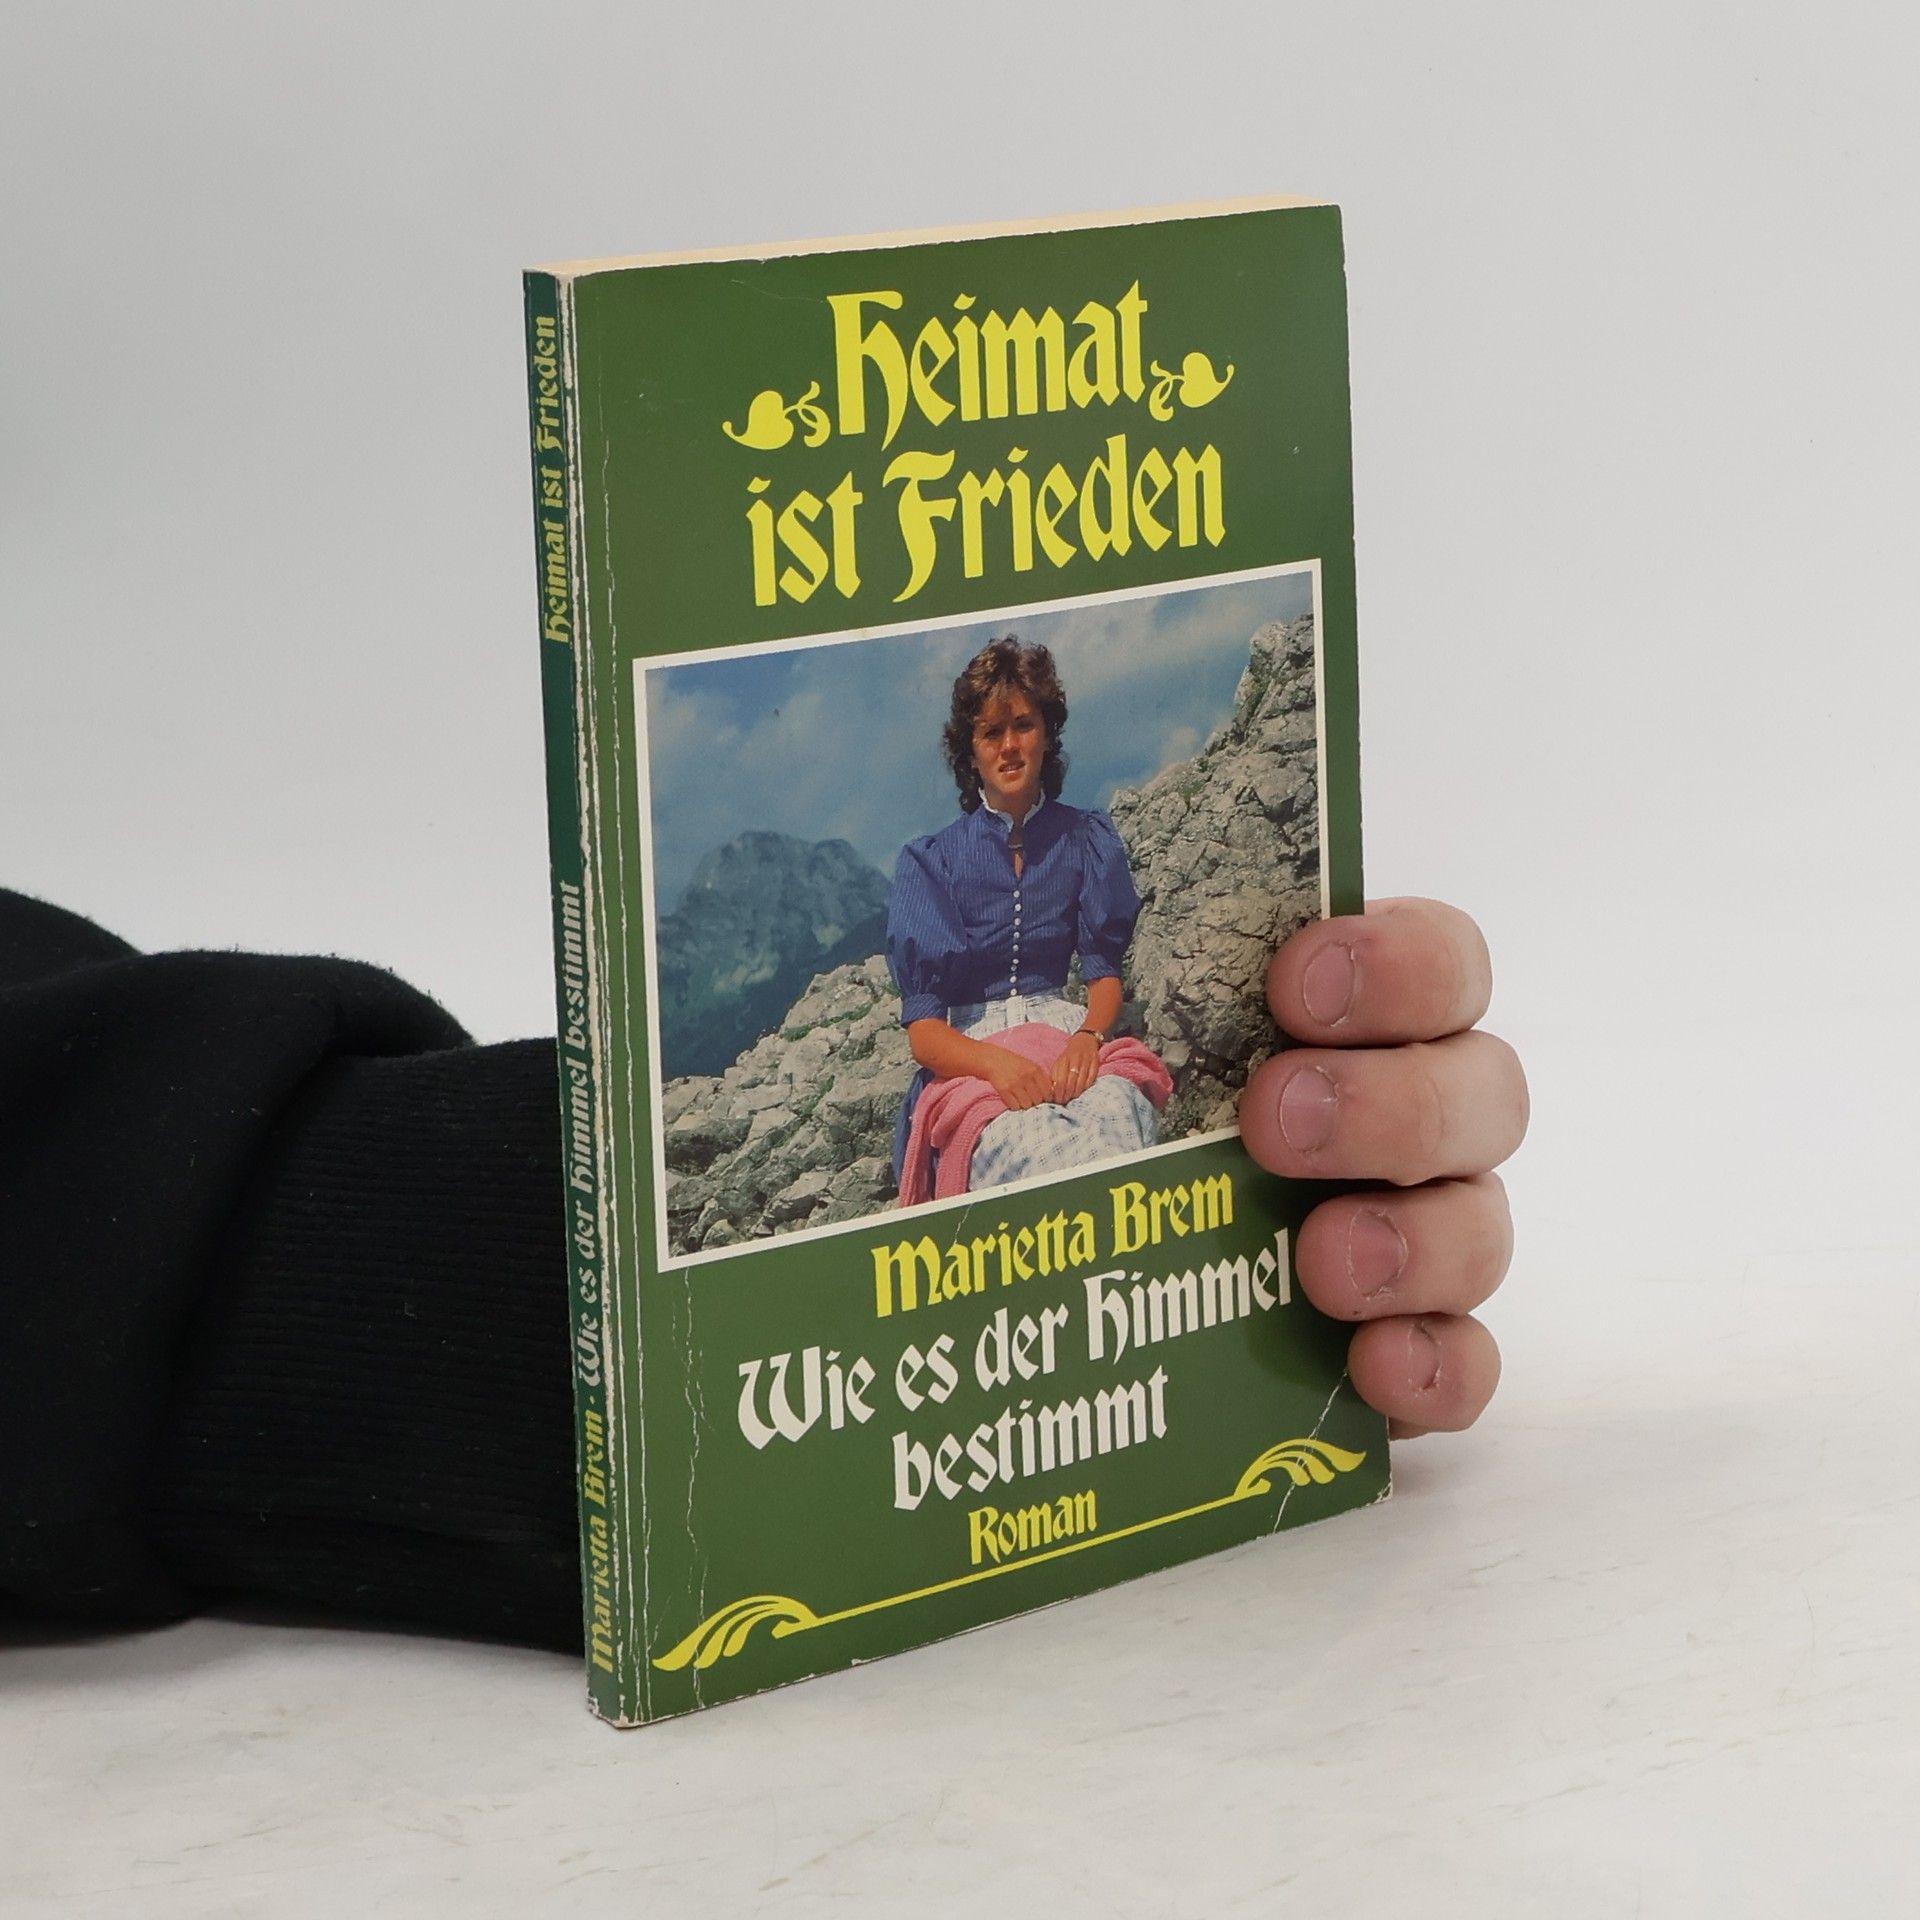 Heimat
ist Frieden
Marietta Brem
Wie es der Himmel
bestimmt
Roman
Marietta Brem · Wie es der Himmel bestimmt Heimat ist Frieden